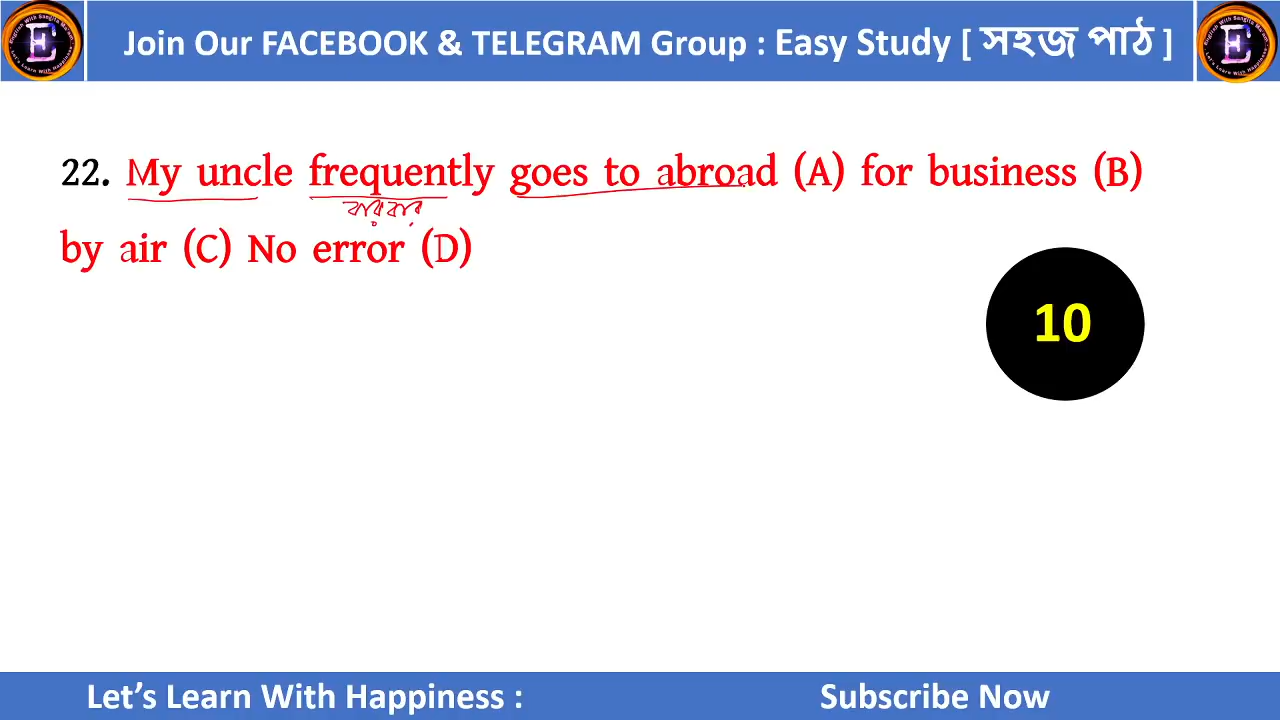 Join Our FACEBOOK & TELEGRAM Group : Easy Study [ সহজ পাঠ ]
22. My uncle frequently goes to abroad (A) for business (B)
বার বার
by air (C) No error (D)
10
Let's Learn With Happiness :
Subscribe Now